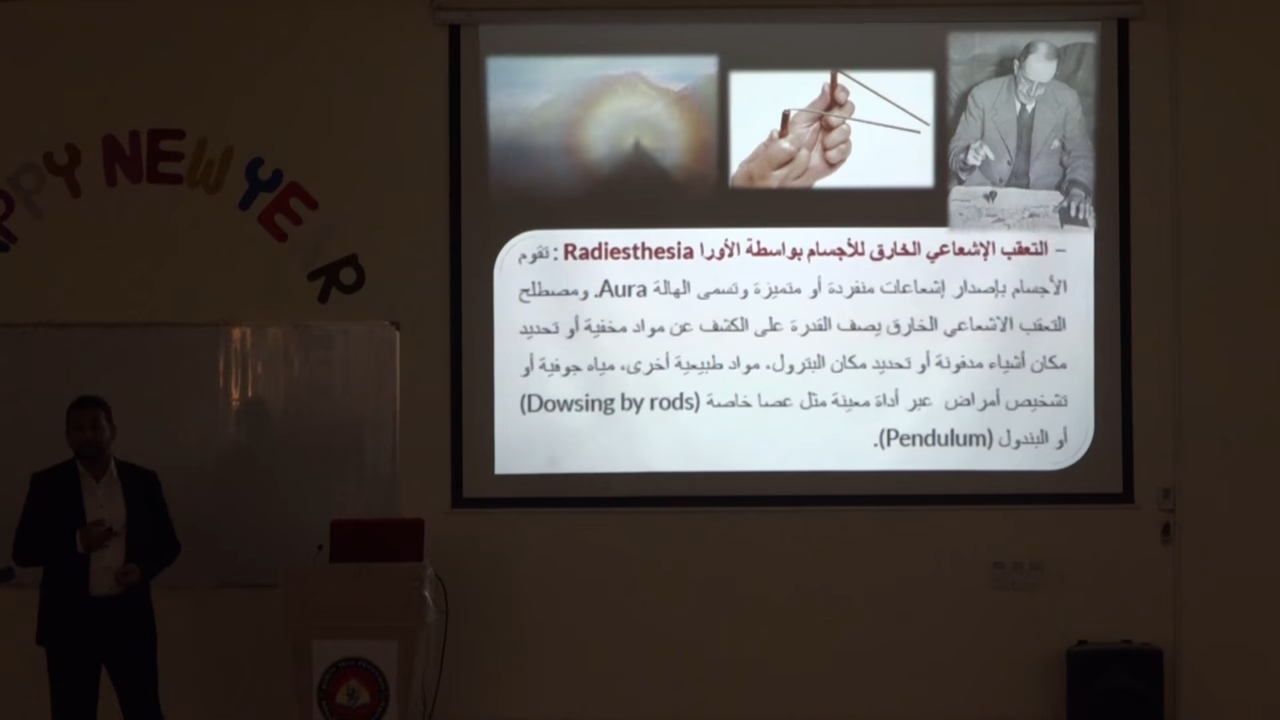 PPY NEW YE R
– التعقب الإشعاعي الخارق للأجسام بواسطة الأورا Radiesthesia : تقوم
الأجسام بإصدار إشعاعات منفردة أو متميزة وتسمى الهالة Aura. ومصطلح
التعقب الاشعاعي الخارق يصف القدرة على الكشف عن مواد مخفية أو تحديد
مكان أشياء مدفونة أو تحديد مكان البترول، مواد طبيعية أخرى، مياه جوفية أو
تشخيص أمراض عبر أداة معينة مثل عصا خاصة (Dowsing by rods)
أو البندول (Pendulum).